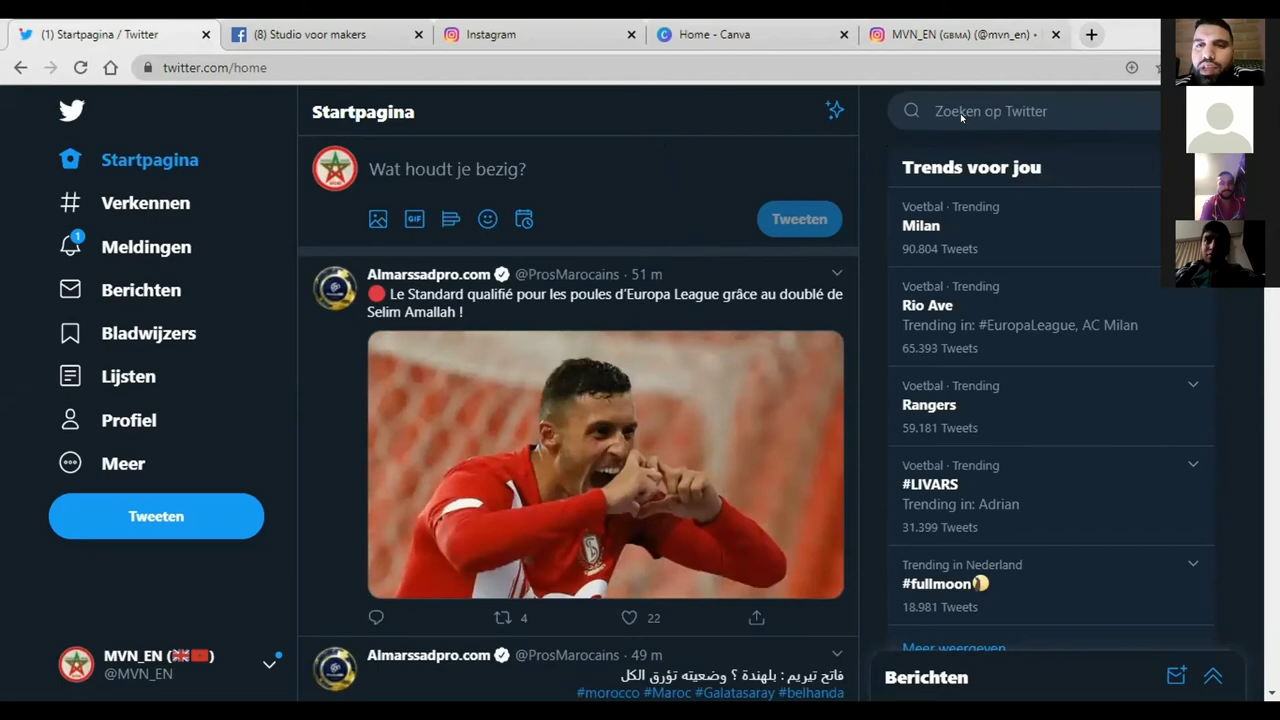 (1) Startpagina / Twitter
(8) Studio voor makers
Instagram
Home - Canva
MVN_EN (GBMA) (@mvn_en) •
twitter.com/home
Startpagina
Verkennen
1
Meldingen
Berichten
Bladwijzers
Lijsten
Profiel
Meer
Tweeten
MVN_EN (🇬🇧🇲🇦)
@MVN_EN
Startpagina
Wat houdt je bezig?
GIF
Tweeten
Almarssadpro.com @ProsMarocains · 51 m
🔴 Le Standard qualifié pour les poules d'Europa League grâce au doublé de
Selim Amallah !
4
22
Almarssadpro.com @ProsMarocains · 49 m
فاتح تيريم : بلهندة ؟ وضعيته تؤرق الكل
#morocco #Maroc #Galatasaray #belhanda
Zoeken op Twitter
Trends voor jou
Voetbal · Trending
Milan
90.804 Tweets
Voetbal · Trending
Rio Ave
Trending in: #EuropaLeague, AC Milan
65.393 Tweets
Voetbal · Trending
Rangers
59.181 Tweets
Voetbal · Trending
#LIVARS
Trending in: Adrian
31.399 Tweets
Trending in Nederland
#fullmoon🌔
18.981 Tweets
Meer weergeven
Berichten